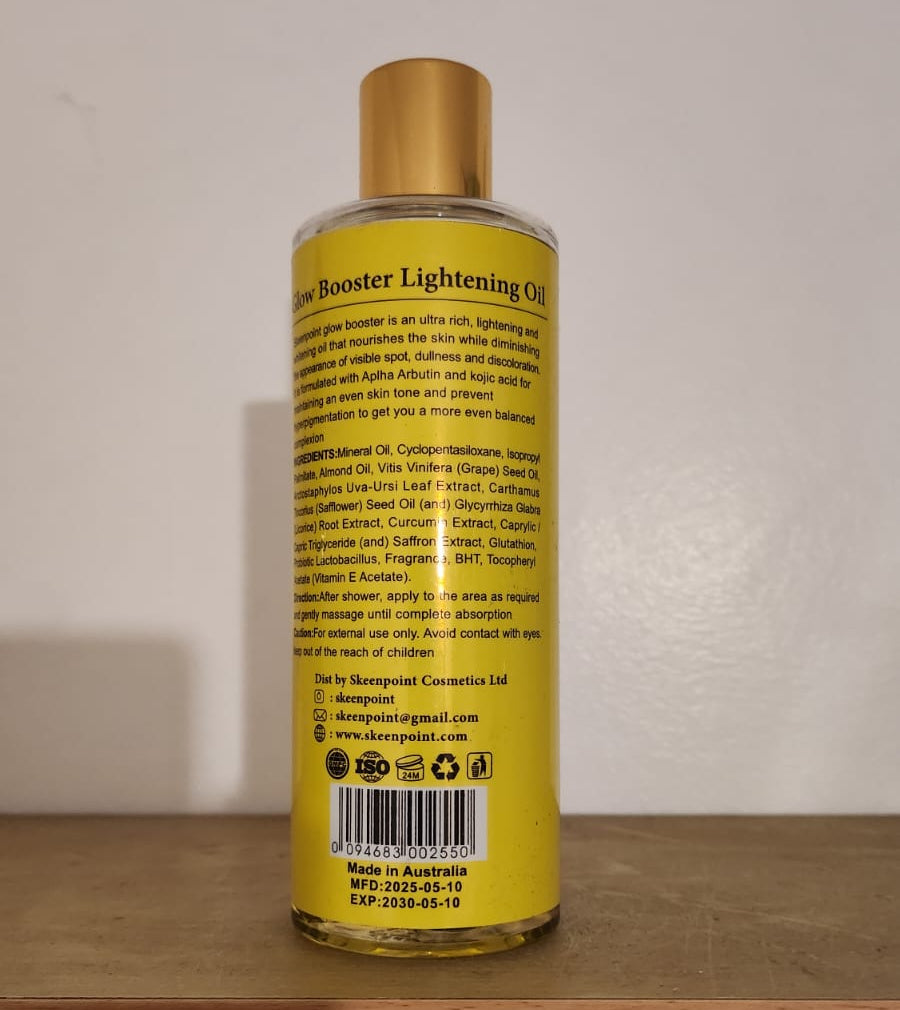 Glow Booster Lightening Oil
Skeenpoint glow booster is an ultra rich, lightening and
whitening oil that nourishes the skin while diminishing
the appearance of visible spot, dullness and discoloration.
It is formulated with Aplha Arbutin and kojic acid for
maintaining an even skin tone and prevent
hyperpigmentation to get you a more even balanced
complexion
INGREDIENTS:Mineral Oil, Cyclopentasiloxane, Isopropyl
Palmitate, Almond Oil, Vitis Vinifera (Grape) Seed Oil,
Arctostaphylos Uva-Ursi Leaf Extract, Carthamus
(Safflower) Seed Oil (and) Glycyrrhiza Glabra
(Licorice) Root Extract, Curcumin Extract, Caprylic /
Capric Triglyceride (and) Saffron Extract, Glutathion,
Probiotic Lactobacillus, Fragrance, BHT, Tocopheryl
Acetate (Vitamin E Acetate).
Direction:After shower, apply to the area as required
and gently massage until complete absorption
Caution:For external use only. Avoid contact with eyes.
keep out of the reach of children
Dist by Skeenpoint Cosmetics Ltd
: skeenpoint
: skeenpoint@gmail.com
: www.skeenpoint.com
ISO 24M
0 094683 002550
Made in Australia
MFD:2025-05-10
EXP:2030-05-10